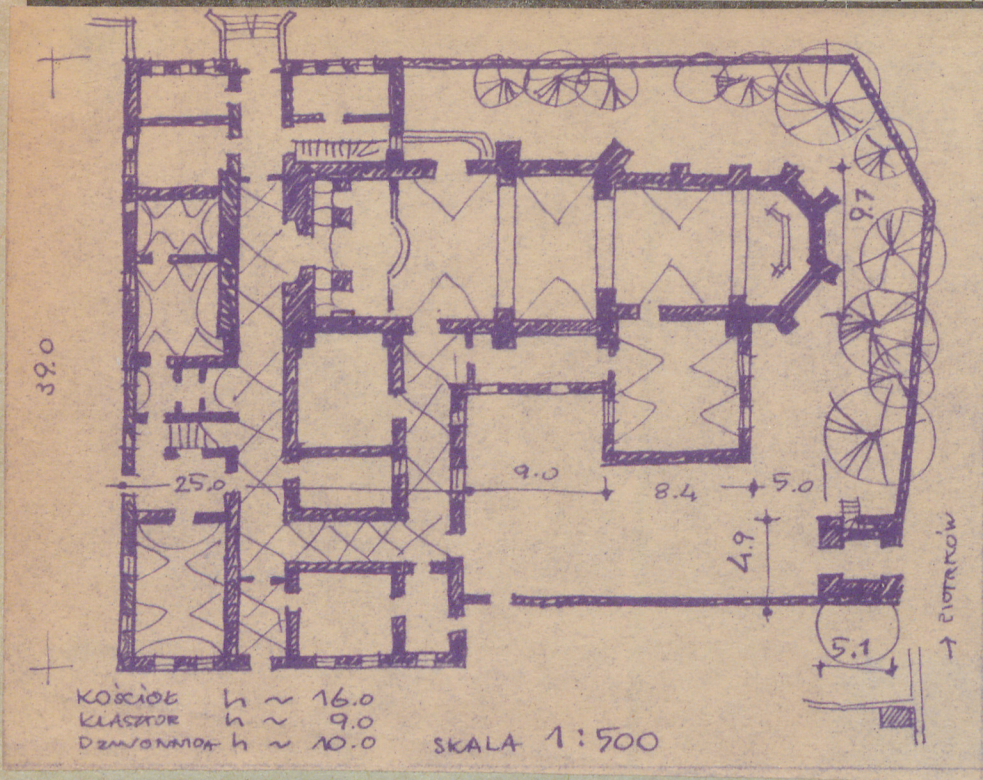 9.7
39.0
25.0
9.0
8.4
5.0
4.9
→ PIOTRKÓW
5.1
KOŚCIÓŁ h ~ 16.0
KLASZTOR h ~ 9.0
DZWONNICA h ~ 10.0
SKALA 1:500